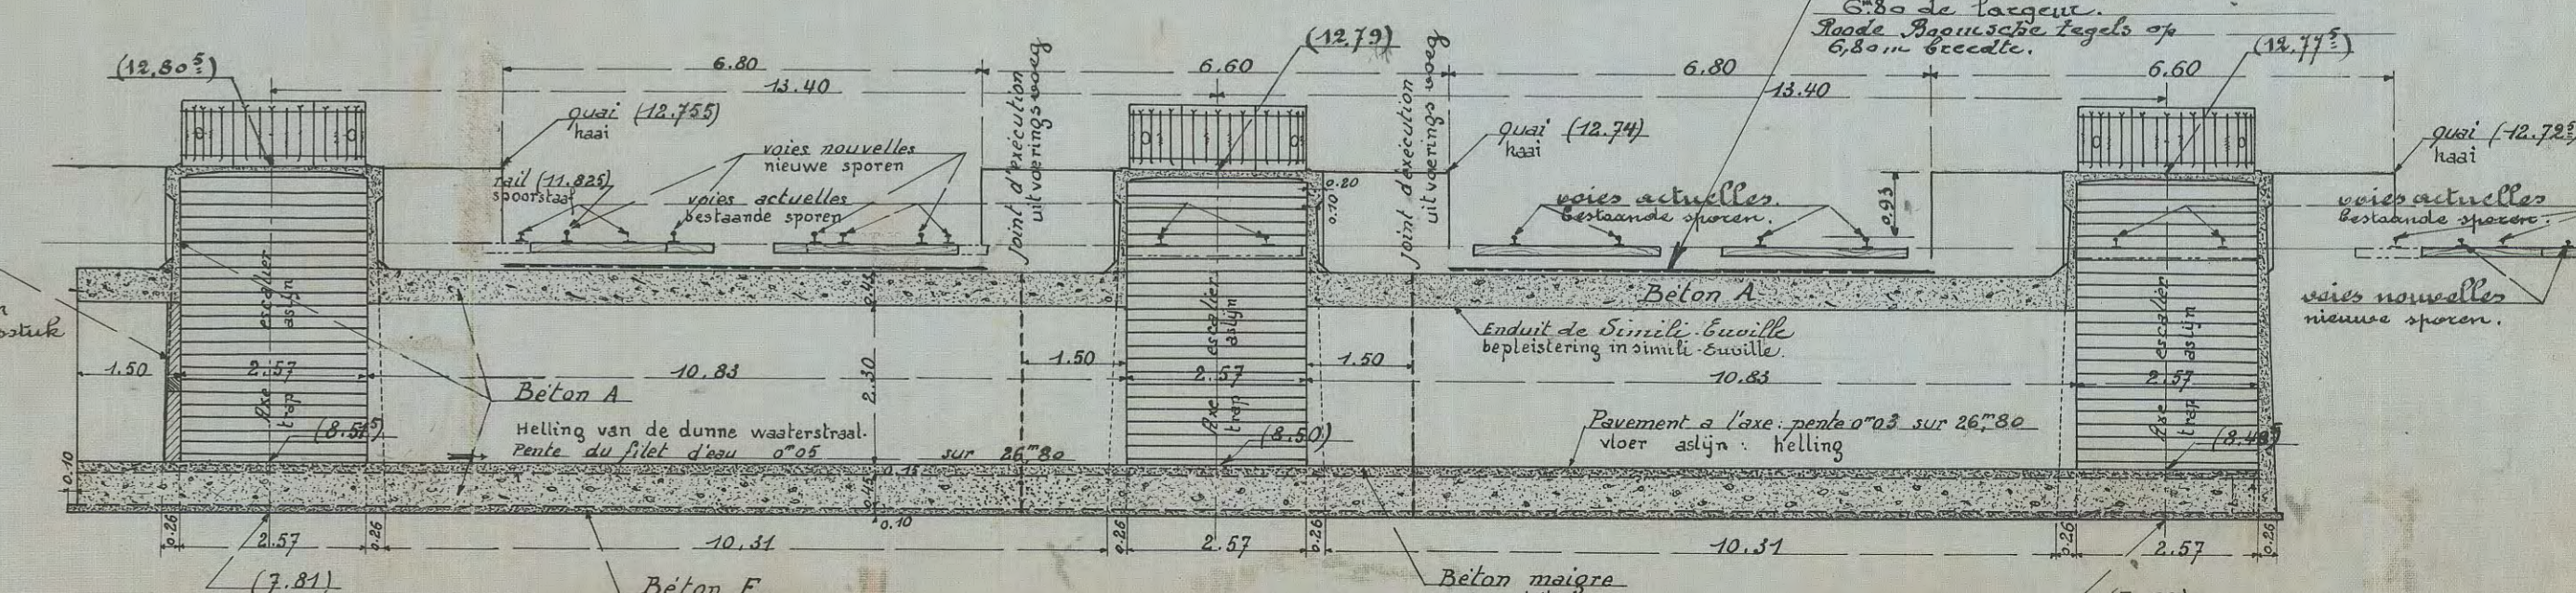 6ᵐ80 de largeur.
Roode Boomsche tegels op
6,80 m breedte.
(12.80⁵)
6.80
13.40
quai (12.755)
kaai
Joint d'exécution
uitvoerings voeg
6.60
(12.79)
Joint d'exécution
uitvoerings voeg
6.80
13.40
6.60
(12.77⁵)
quai (12.74)
kaai
quai (12.72⁵
kaai
voies nouvelles
nieuwe sporen
rail (11.825)
spoorstaaf
voies actuelles
bestaande sporen
0.20
0.10
voies actuelles.
bestaande sporen.
0.93
voies actuelles
bestaande sporen.
voies nouvelles
nieuwe sporen.
stuk
Axe escalier
trap aslijn
0.45
Axe escalier
trap aslijn
Béton A
Enduit de Simili-Euville
bepleistering in simili-Euville.
Axe escalier
trap aslijn
1.50
2.57
10.83
2.30
1.50
2.57
1.50
10.83
2.57
Béton A
Helling van de dunne waaterstraal.
Pente du filet d'eau 0ᵐ05 sur 26ᵐ80
(8.50)
Pavement a l'axe: pente 0ᵐ03 sur 26ᵐ80
vloer aslijn: helling
0.10
0.15
0.45
0.10
0.26
2.57
0.26
10.31
0.26
2.57
0.26
10.31
0.26
2.57
0.26
(7.81)
Béton F
Béton maigre